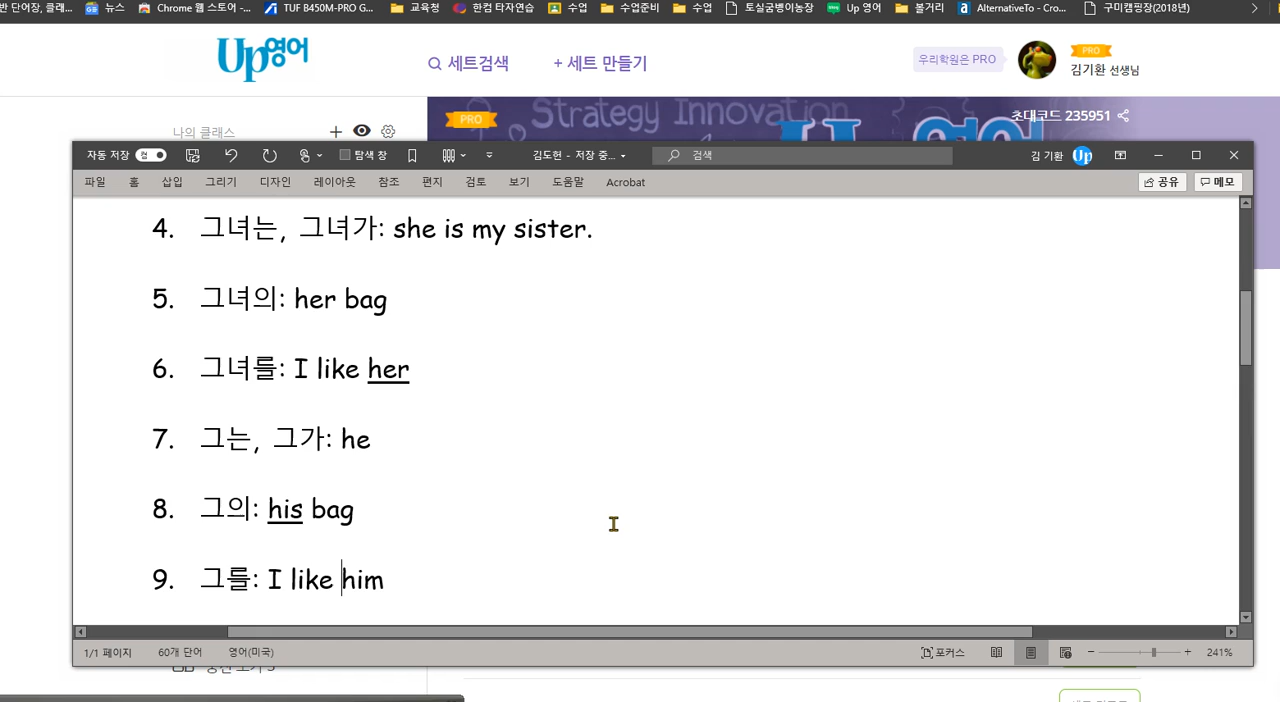 반 단어장, 클래... 뉴스 Chrome 웹 스토어 -... TUF B450M-PRO G... 교육청 한컴 타자연습 수업 수업준비 수업 토실굼벵이농장 Up 영어 볼거리 AlternativeTo - Cro... 구미캠핑장(2018년)
Up영어 세트검색 + 세트 만들기 우리학원은 PRO PRO
김기환 선생님
나의 클래스 PRO Strategy Innovation 초대코드 235951
자동 저장 탐색 창 김도헌 - 저장 중... 검색 김 기환 Up
파일 홈 삽입 그리기 디자인 레이아웃 참조 편지 검토 보기 도움말 Acrobat 공유 메모
4. 그녀는, 그녀가: she is my sister.
5. 그녀의: her bag
6. 그녀를: I like her
7. 그는, 그가: he
8. 그의: his bag
9. 그를: I like him
1/1 페이지 60개 단어 영어(미국) 포커스 241%